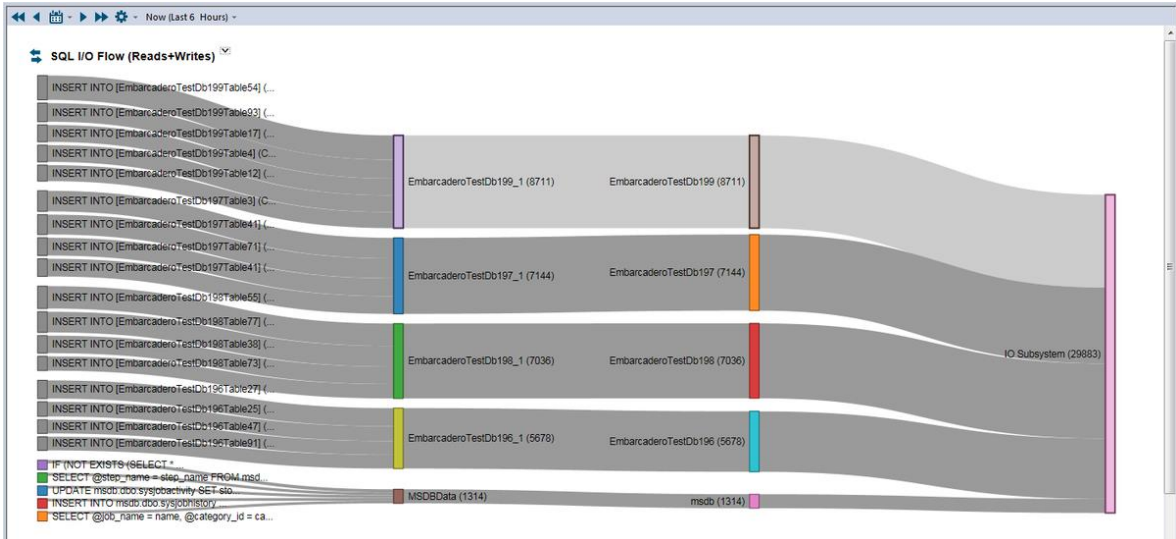 Now (Last 6 Hours)
SQL I/O Flow (Reads+Writes)
INSERT INTO [EmbarcaderoTestDb199Table54] (...
INSERT INTO [EmbarcaderoTestDb199Table93] (...
INSERT INTO [EmbarcaderoTestDb199Table17] (...
INSERT INTO [EmbarcaderoTestDb199Table4] (C...
INSERT INTO [EmbarcaderoTestDb199Table12] (...
INSERT INTO [EmbarcaderoTestDb197Table3] (C...
INSERT INTO [EmbarcaderoTestDb197Table41] (...
INSERT INTO [EmbarcaderoTestDb197Table71] (...
INSERT INTO [EmbarcaderoTestDb197Table41] (...
INSERT INTO [EmbarcaderoTestDb198Table55] (...
INSERT INTO [EmbarcaderoTestDb198Table77] (...
INSERT INTO [EmbarcaderoTestDb198Table38] (...
INSERT INTO [EmbarcaderoTestDb198Table73] (...
INSERT INTO [EmbarcaderoTestDb196Table27] (...
INSERT INTO [EmbarcaderoTestDb196Table25] (...
INSERT INTO [EmbarcaderoTestDb196Table47] (...
INSERT INTO [EmbarcaderoTestDb196Table91] (...
IF (NOT EXISTS (SELECT * ...
SELECT @step_name = step_name FROM msd...
UPDATE msdb.dbo.sysjobactivity SET sto...
INSERT INTO msdb.dbo.sysjobhistory ...
SELECT @job_name = name, @category_id = ca...
EmbarcaderoTestDb199_1 (8711)
EmbarcaderoTestDb197_1 (7144)
EmbarcaderoTestDb198_1 (7036)
EmbarcaderoTestDb196_1 (5678)
MSDBData (1314)
EmbarcaderoTestDb199 (8711)
EmbarcaderoTestDb197 (7144)
EmbarcaderoTestDb198 (7036)
EmbarcaderoTestDb196 (5678)
msdb (1314)
IO Subsystem (29883)